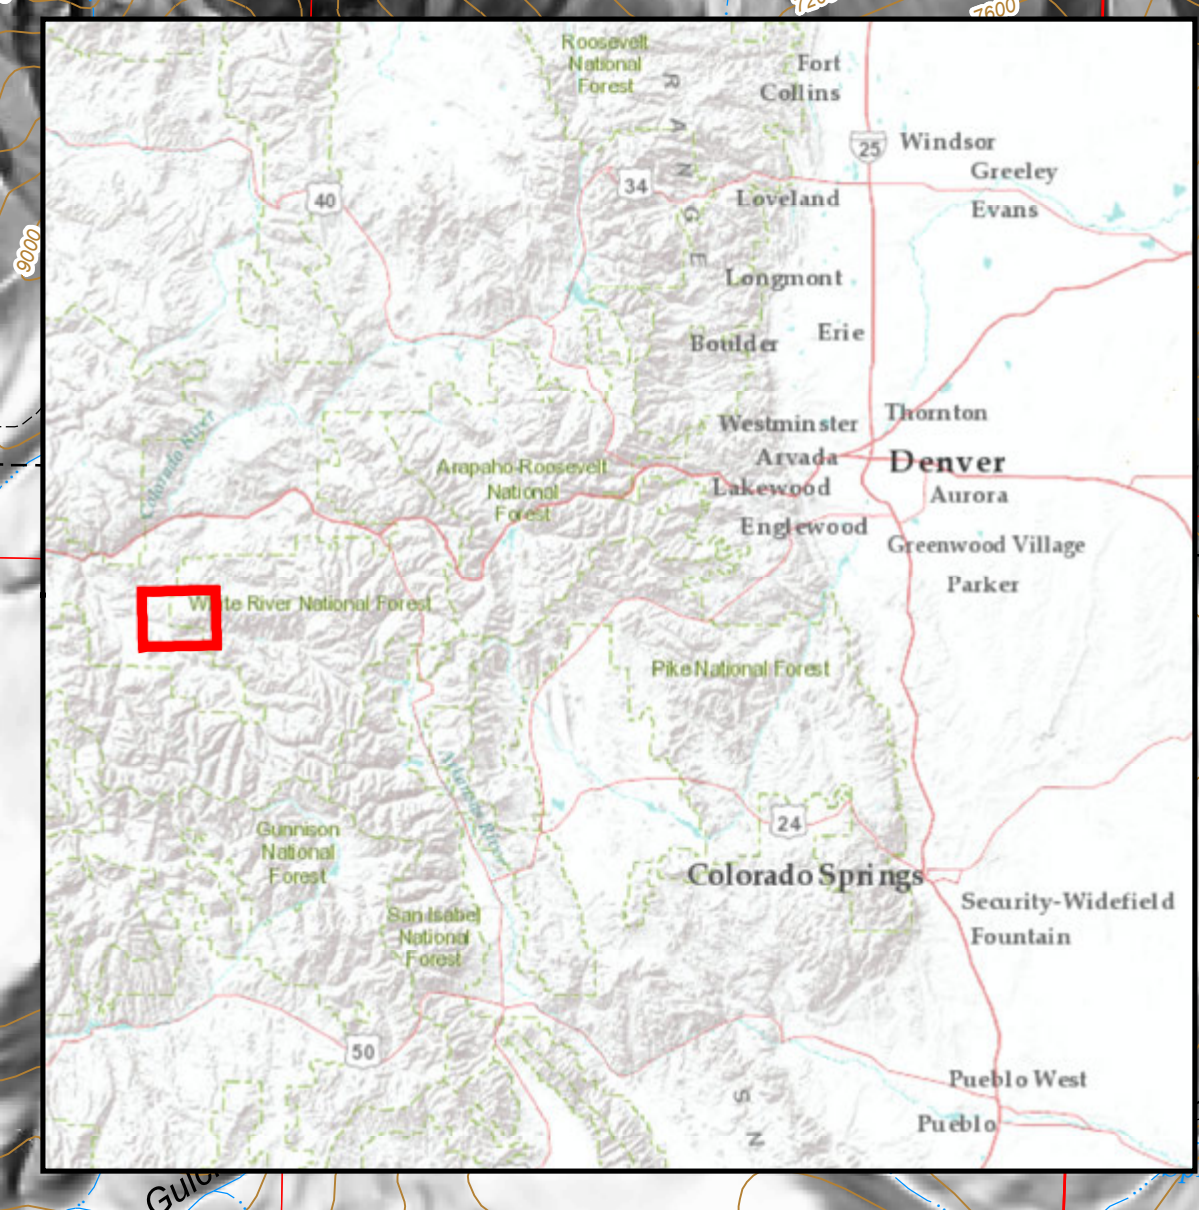 7600
Roosevelt
National
Forest
R
A
N
G
E
Fort
Collins
25
Windsor
Greeley
34
Loveland
Evans
40
9000
Longmont
Erie
Boulder
Westminster
Thornton
Colorado River
Arapaho-Roosevelt
National
Forest
Arvada
Denver
Lakewood
Aurora
Englewood
Greenwood Village
Parker
White River National Forest
Pike National Forest
Arkansas River
24
Gunnison
National
Forest
Colorado Springs
Security-Widefield
Fountain
San Isabel
National
Forest
50
Pueblo West
S
N
Pueblo